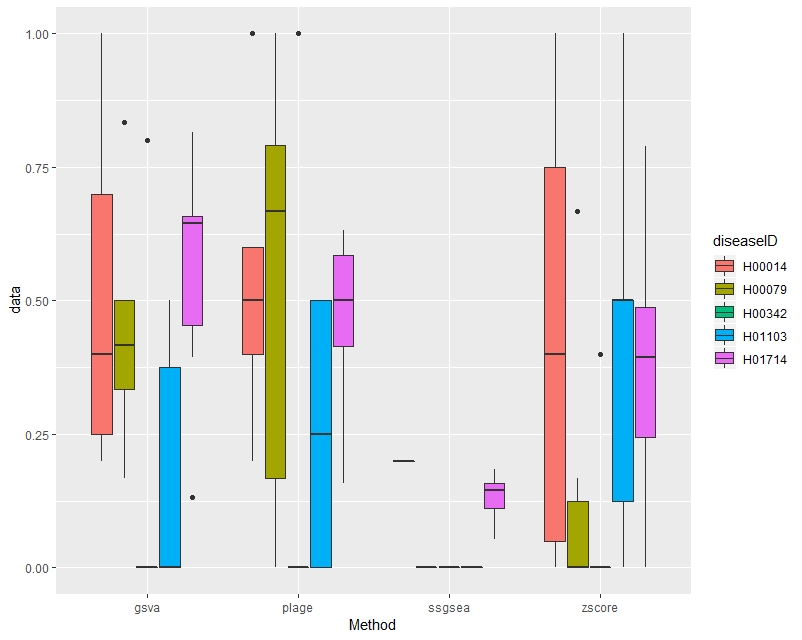 1.00
0.75
0.50
0.25
0.00
data
gsva
plage
ssgsea
zscore
Method
diseaseID
H00014
H00079
H00342
H01103
H01714